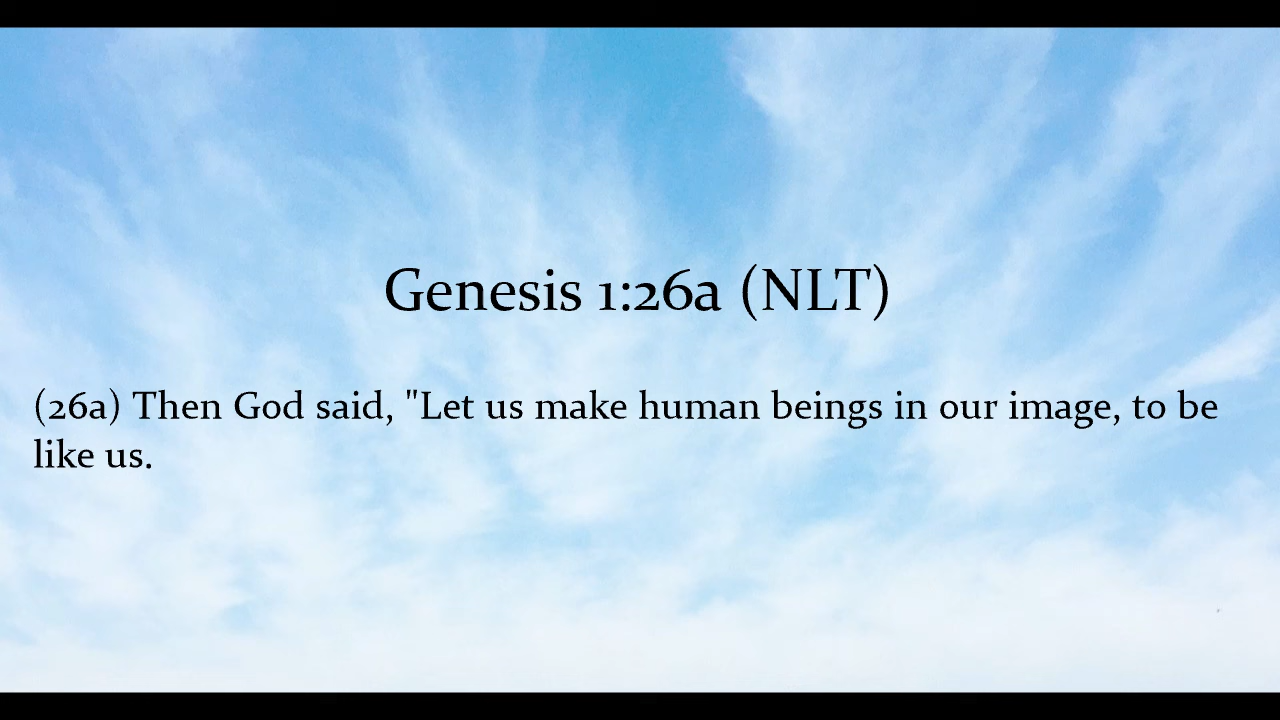 Genesis 1:26a (NLT)
(26a) Then God said, "Let us make human beings in our image, to be
like us.